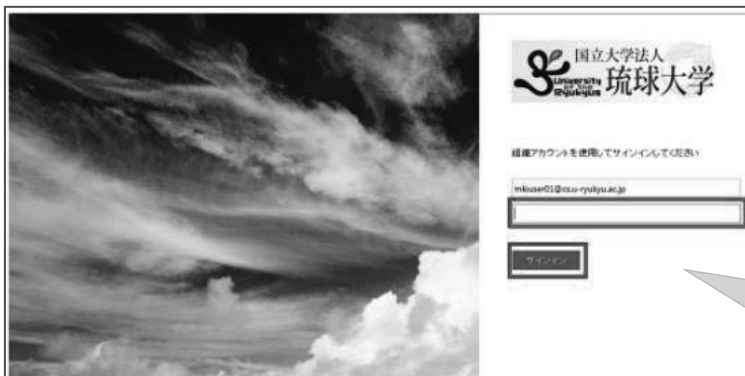 国立大学法人
琉球大学
University
of the
Ryukyus
組織アカウントを使用してサインインしてください
mkiuser01@cs.u-ryukyu.ac.jp
サインイン